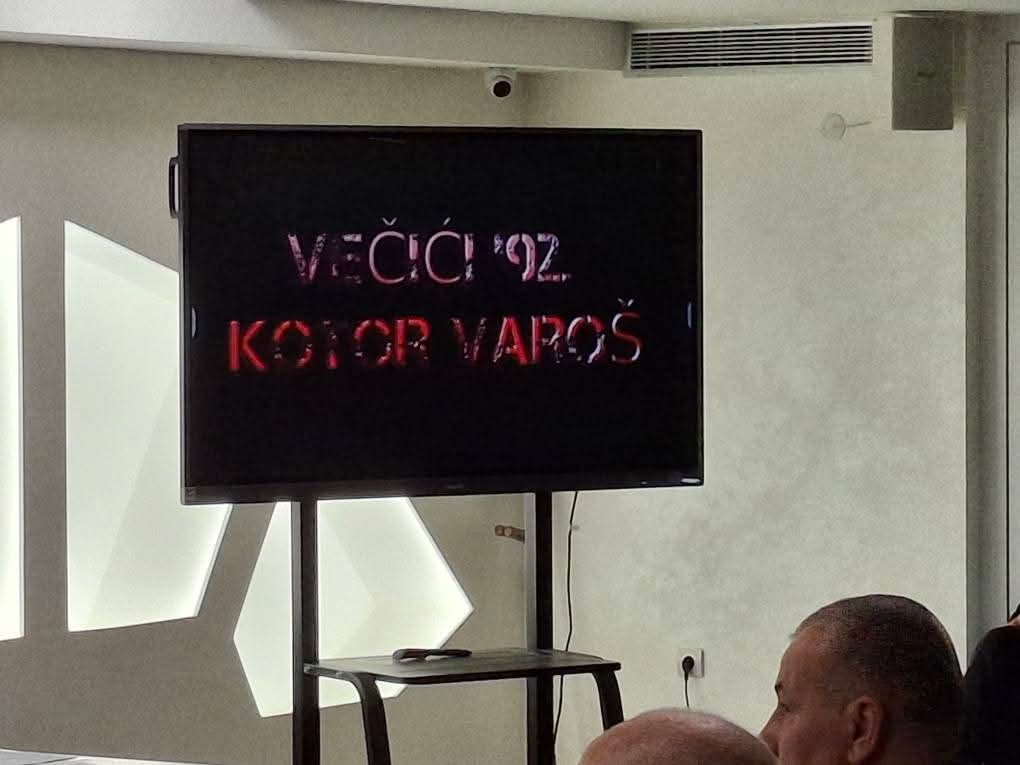 VEČIĆI '92.
KOTOR VAROŠ